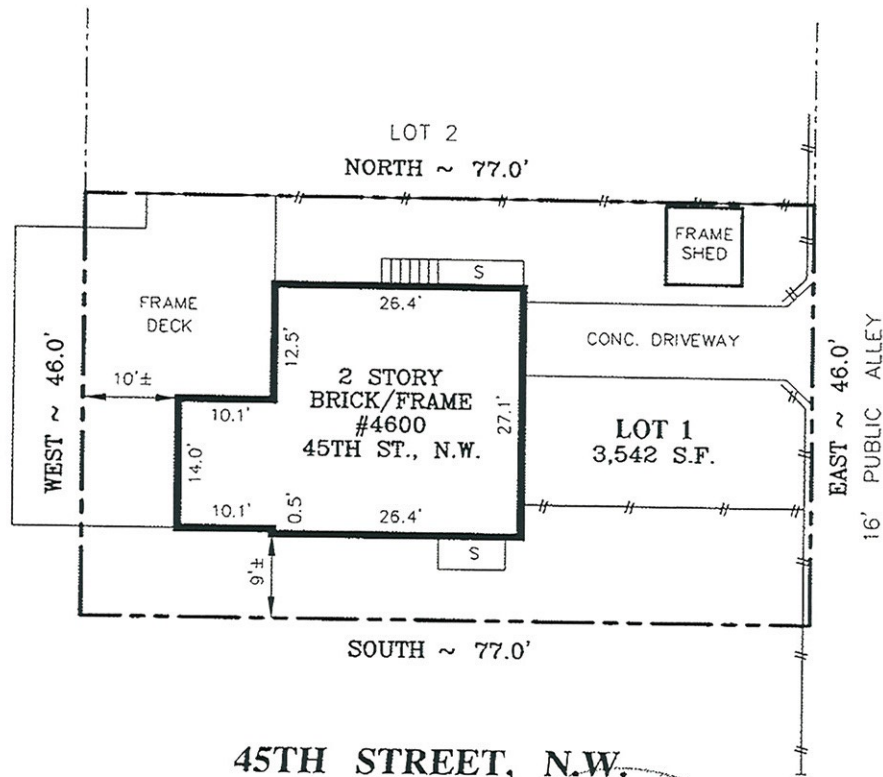 LOT 2
NORTH ~ 77.0'
FRAME
SHED
S
26.4'
FRAME
DECK
CONC. DRIVEWAY
12.5'
10'±
2 STORY
BRICK/FRAME
#4600
45TH ST., N.W.
27.1'
LOT 1
3,542 S.F.
WEST ~ 46.0'
EAST ~ 46.0'
16' PUBLIC ALLEY
10.1'
14.0'
10.1'
0.5'
26.4'
S
9'±
SOUTH ~ 77.0'
45TH STREET, N.W.